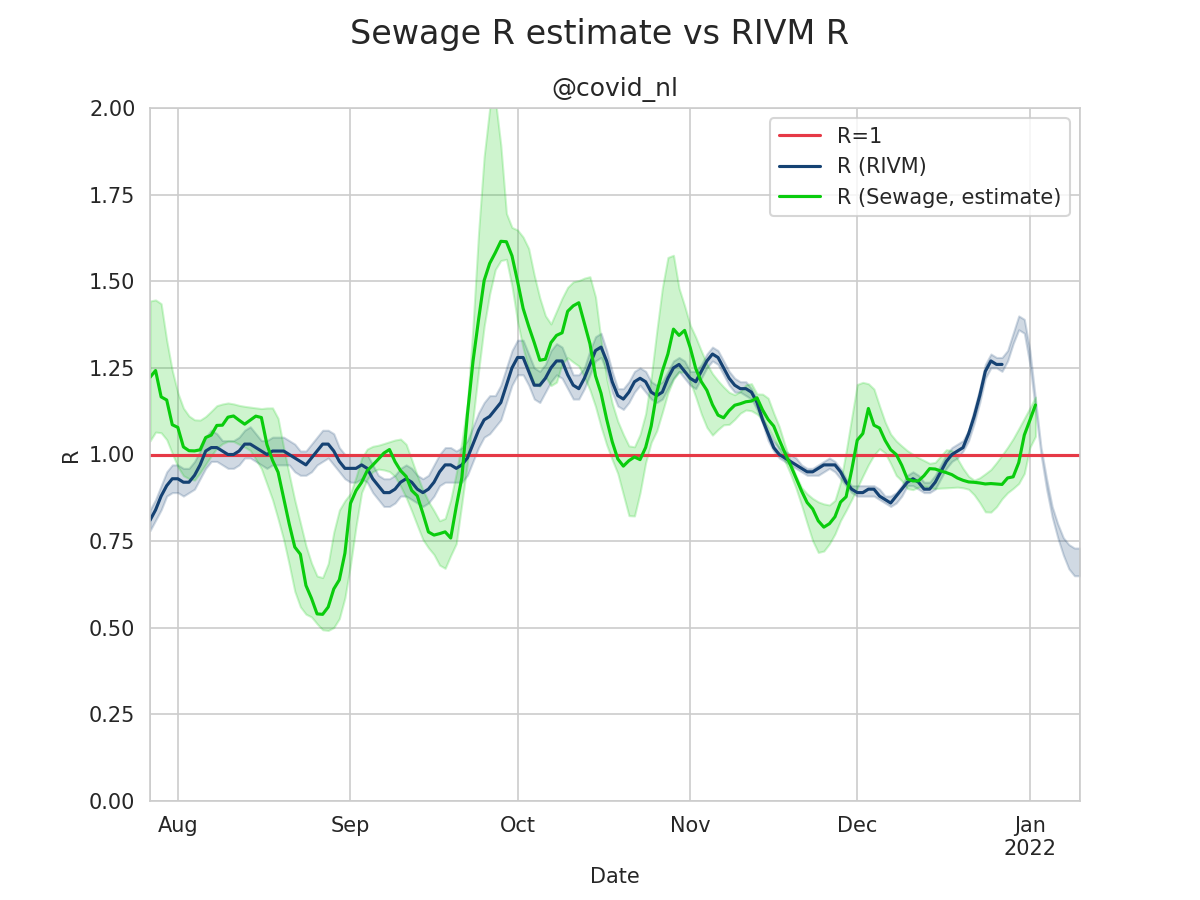 Sewage R estimate vs RIVM R
@covid_nl
R=1
R (RIVM)
R (Sewage, estimate)
2.00
1.75
1.50
1.25
1.00
0.75
0.50
0.25
0.00
R
Aug Sep Oct Nov Dec Jan
2022
Date